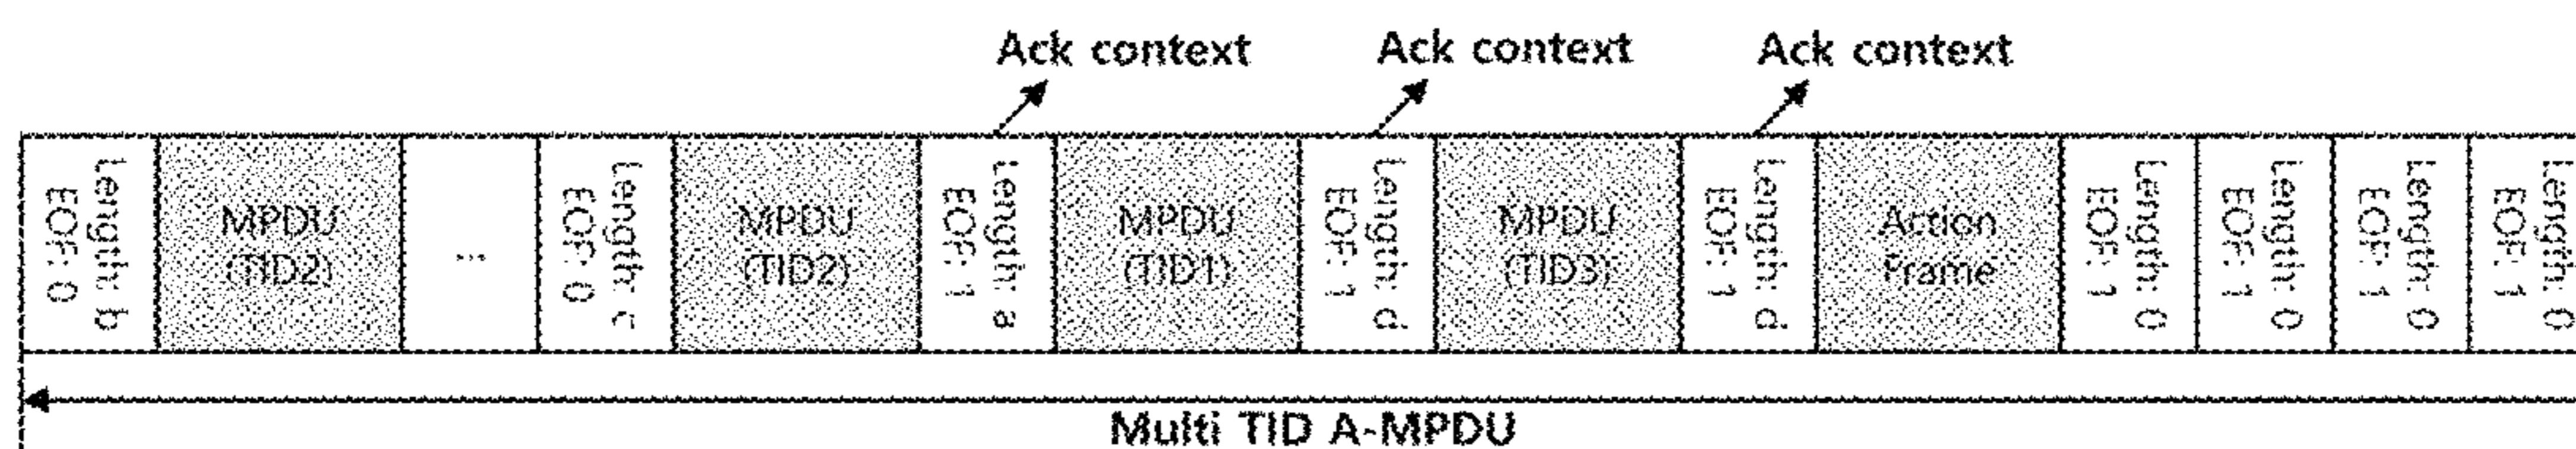 Ack context
Ack context
Ack context
Length: b
EOF: 0
MPDU
(TID2)
...
Length: c
EOF: 0
MPDU
(TID2)
Length: a
EOF: 1
MPDU
(TID1)
Length: d
EOF: 1
MPDU
(TID3)
Length: d
EOF: 1
Action
Frame
Length: 0
EOF: 1
Length: 0
EOF: 1
Length: 0
EOF: 1
Length: 0
EOF: 1
Multi TID A-MPDU